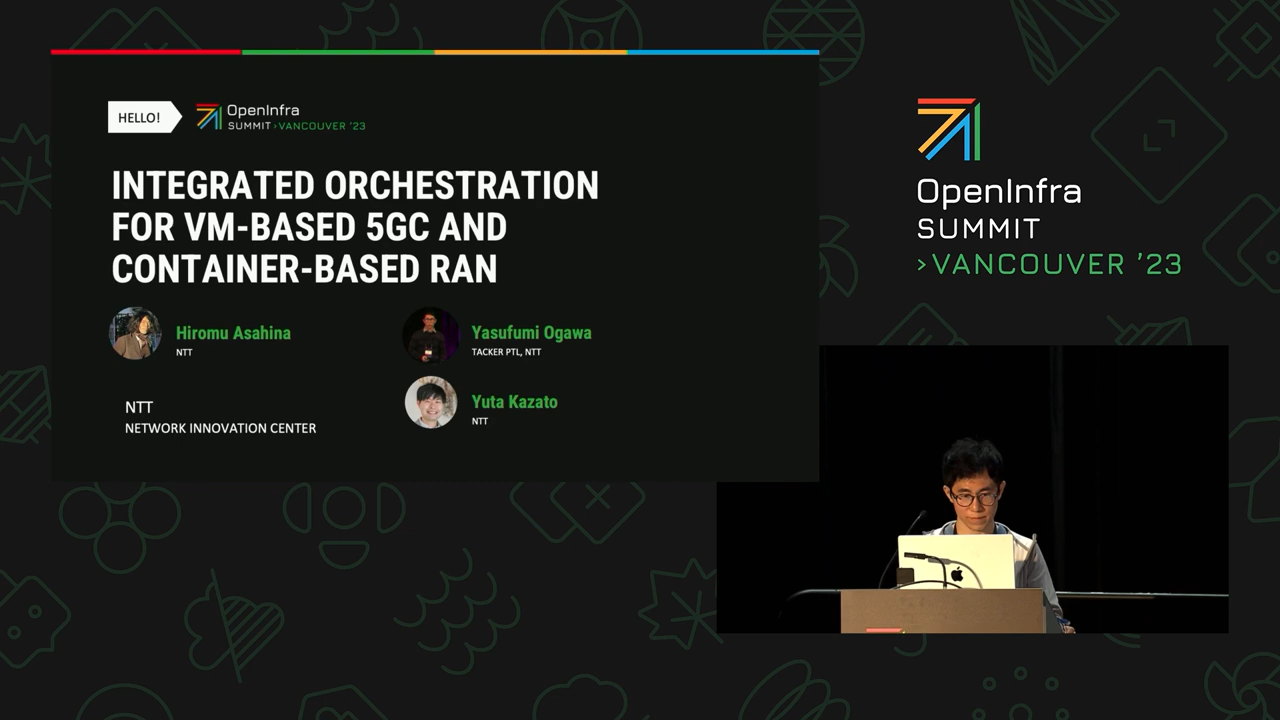 HELLO!
OpenInfra
SUMMIT›VANCOUVER '23
INTEGRATED ORCHESTRATION
FOR VM-BASED 5GC AND
CONTAINER-BASED RAN
Hiromu Asahina
NTT
Yasufumi Ogawa
TACKER PTL, NTT
Yuta Kazato
NTT
NTT
NETWORK INNOVATION CENTER
OpenInfra
SUMMIT
›VANCOUVER '23